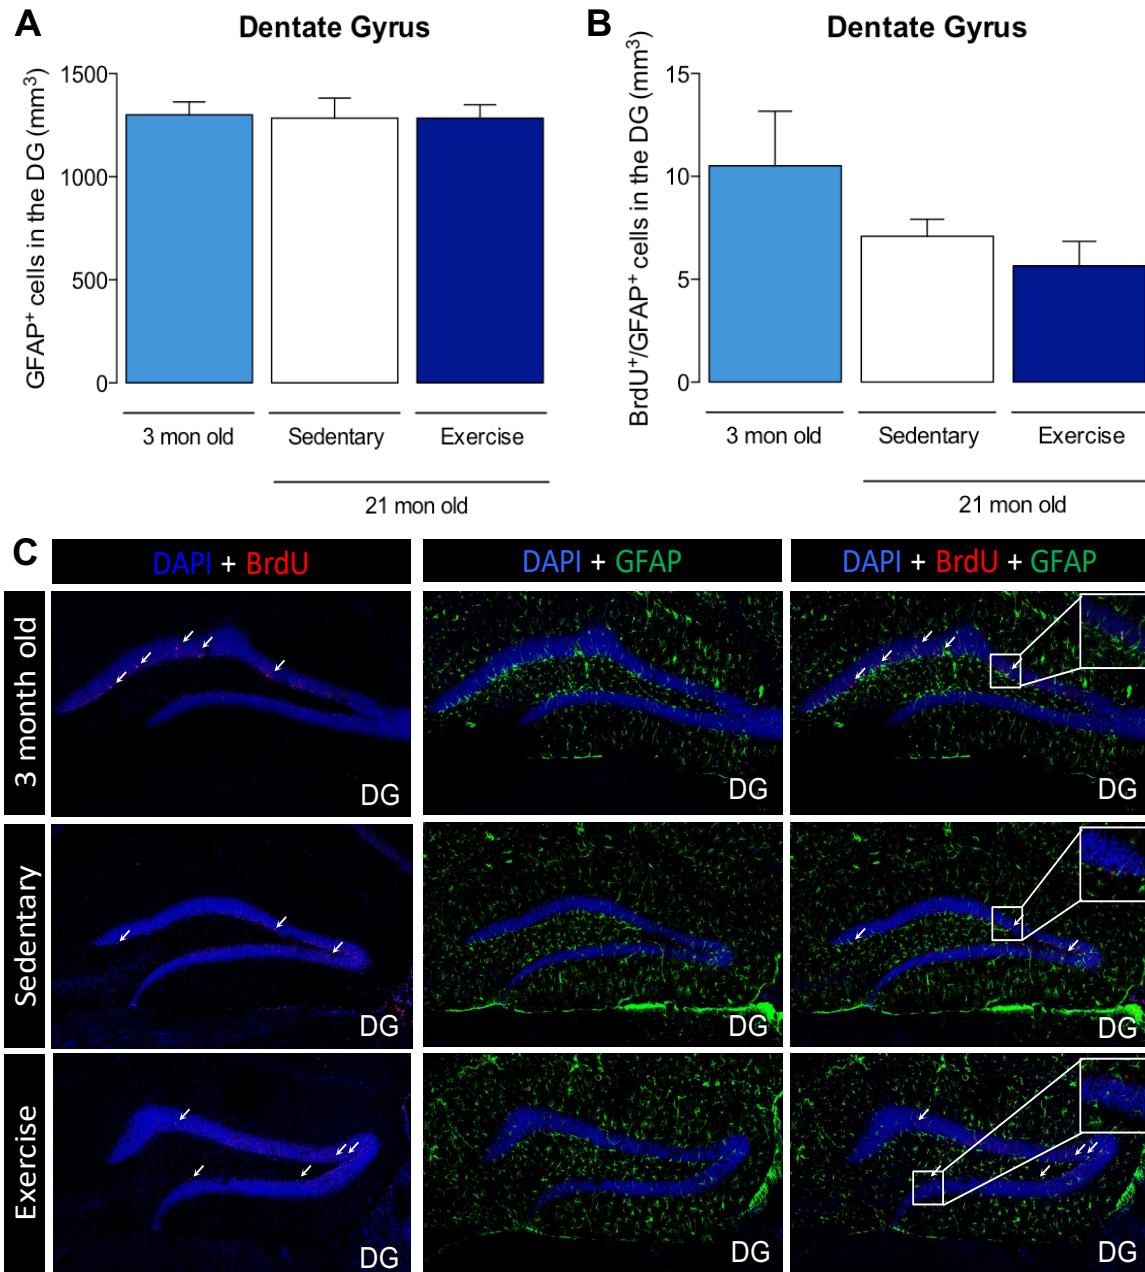 A
Dentate Gyrus
GFAP⁺ cells in the DG (mm³)
1500
1000
500
0
3 mon old
Sedentary
Exercise
21 mon old
B
Dentate Gyrus
BrdU⁺/GFAP⁺ cells in the DG (mm³)
15
10
5
0
3 mon old
Sedentary
Exercise
21 mon old
C
DAPI + BrdU
DAPI + GFAP
DAPI + BrdU + GFAP
3 month old
DG
DG
DG
Sedentary
DG
DG
DG
Exercise
DG
DG
DG